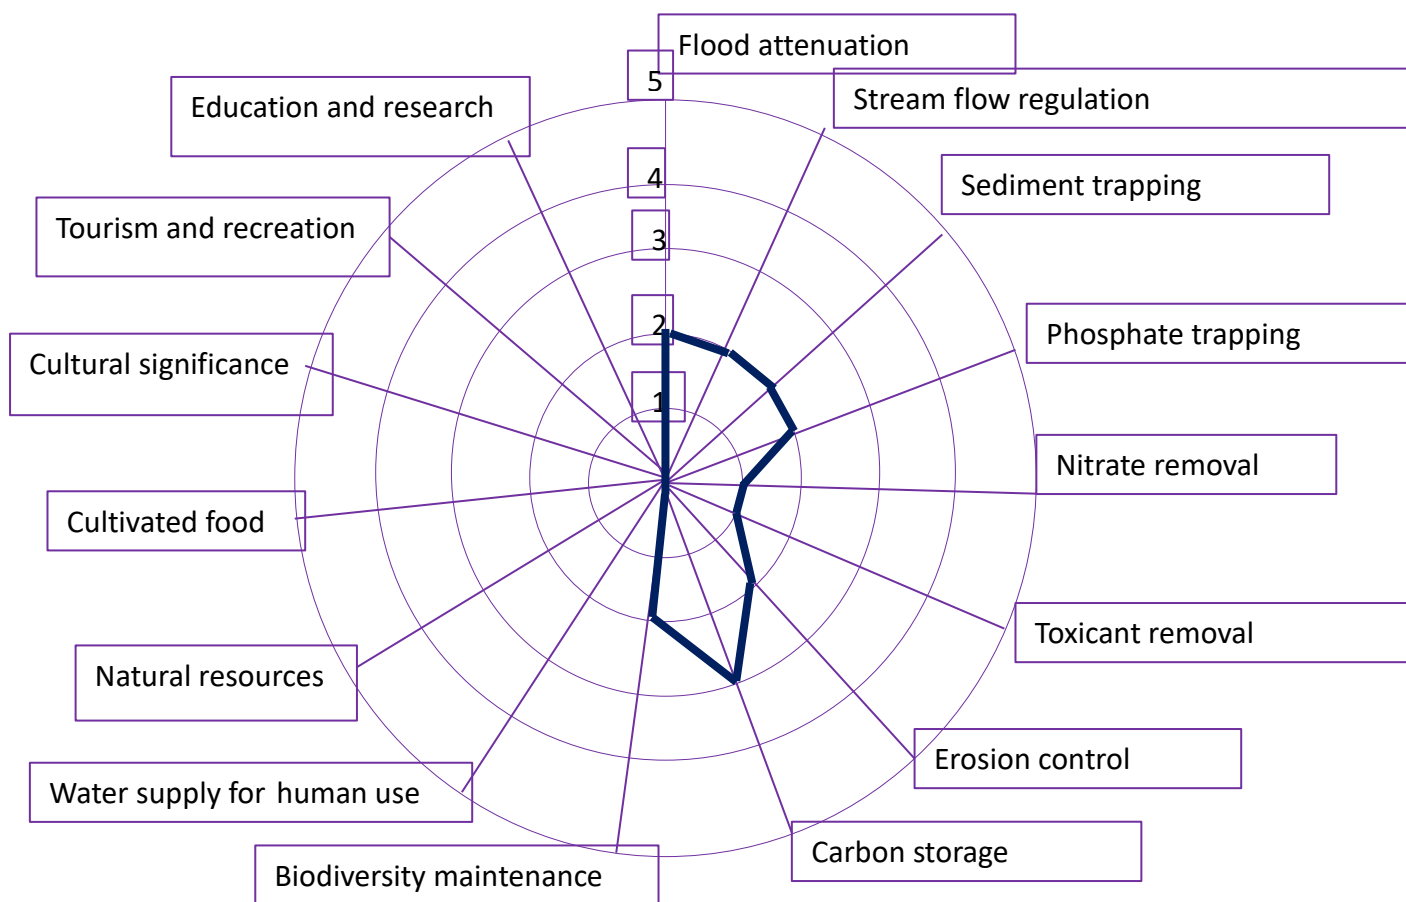 Flood attenuation
5
Stream flow regulation
Education and research
4
Sediment trapping
Tourism and recreation
3
Phosphate trapping
2
Cultural significance
1
Nitrate removal
Cultivated food
Toxicant removal
Natural resources
Erosion control
Water supply for human use
Carbon storage
Biodiversity maintenance